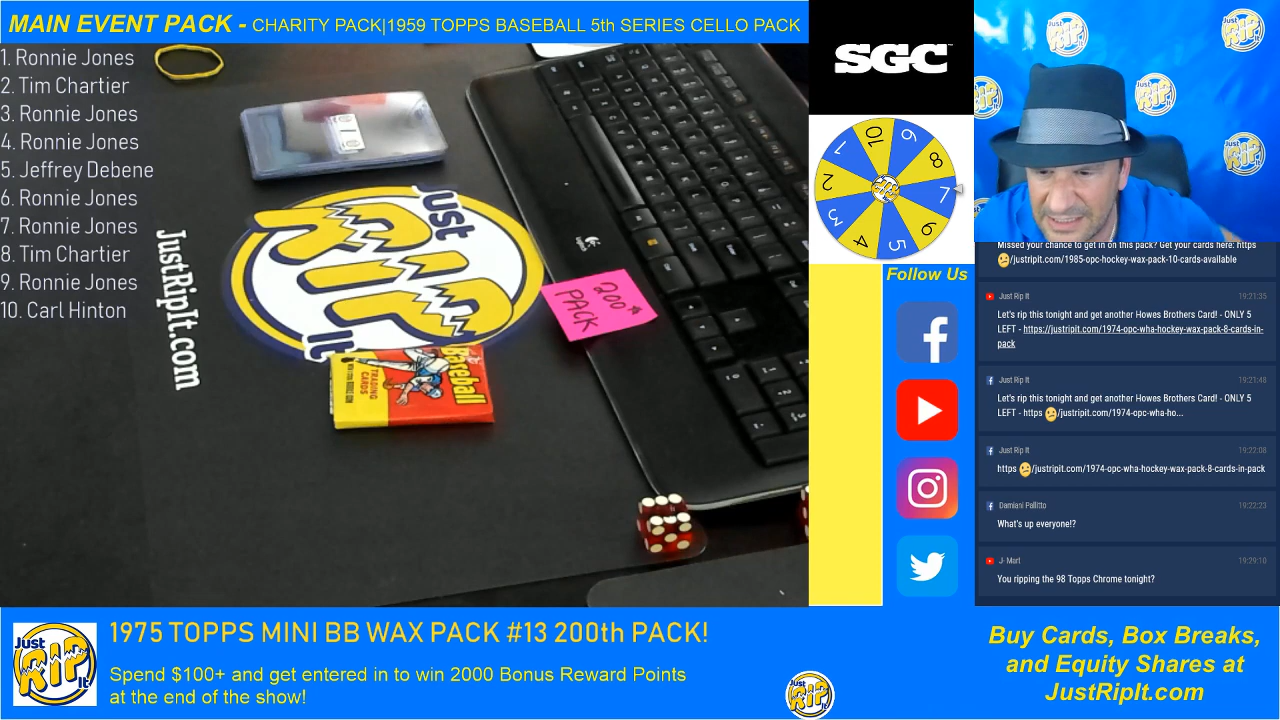 MAIN EVENT PACK - CHARITY PACK|1959 TOPPS BASEBALL 5th SERIES CELLO PACK
1. Ronnie Jones
2. Tim Chartier
3. Ronnie Jones
4. Ronnie Jones
5. Jeffrey Debene
6. Ronnie Jones
7. Ronnie Jones
8. Tim Chartier
9. Ronnie Jones
10. Carl Hinton
JustRipIt.com
Just
RIP
It
200th
PACK
Baseball
TRADING
CARDS
logitech
SGC
Follow Us
Missed your chance to get in on this pack? Get your cards here: https
/justripit.com/1985-opc-hockey-wax-pack-10-cards-available
Just Rip It 19:21:35
Let's rip this tonight and get another Howes Brothers Card! - ONLY 5
LEFT - https://justripit.com/1974-opc-wha-hockey-wax-pack-8-cards-in-
pack
Just Rip It 19:21:48
Let's rip this tonight and get another Howes Brothers Card! - ONLY 5
LEFT - https /justripit.com/1974-opc-wha-ho...
Just Rip It 19:22:08
https /justripit.com/1974-opc-wha-hockey-wax-pack-8-cards-in-pack
Damiani Pallitto 19:22:23
What's up everyone!?
J- Mart 19:29:10
You ripping the 98 Topps Chrome tonight?
Just
RIP
It
1975 TOPPS MINI BB WAX PACK #13 200th PACK!
Spend $100+ and get entered in to win 2000 Bonus Reward Points
at the end of the show!
Just
RIP
It
Buy Cards, Box Breaks,
and Equity Shares at
JustRipIt.com